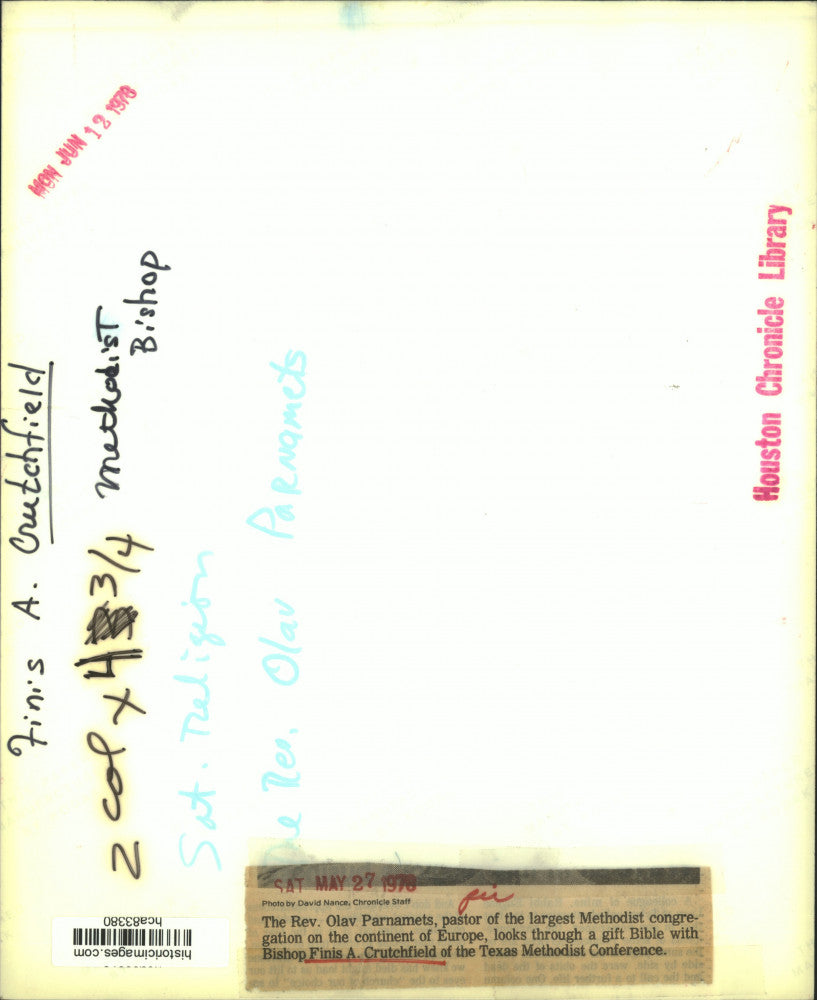 MON JUN 12 1978
Finis A. Crutchfield
Methodist
Bishop
2 col x 4 3/4
Sat. Religion
The Rev. Olav Parnamets
Houston Chronicle Library
SAT MAY 27 1978
Photo by David Nance, Chronicle Staff
The Rev. Olav Parnamets, pastor of the largest Methodist congre-
gation on the continent of Europe, looks through a gift Bible with
Bishop Finis A. Crutchfield of the Texas Methodist Conference.
hca833380
historicimages.com